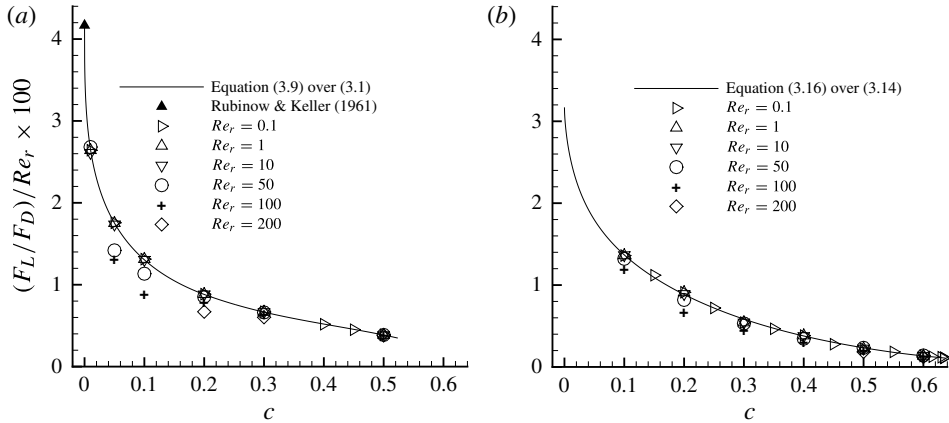 (a)
(b)
4
3
2
1
0
(F_L/F_D)/Re_r × 100
Equation (3.9) over (3.1)
Rubinow & Keller (1961)
Re_r = 0.1
Re_r = 1
Re_r = 10
Re_r = 50
Re_r = 100
Re_r = 200
0 0.1 0.2 0.3 0.4 0.5 0.6
c
4
3
2
1
0
Equation (3.16) over (3.14)
Re_r = 0.1
Re_r = 1
Re_r = 10
Re_r = 50
Re_r = 100
Re_r = 200
0 0.1 0.2 0.3 0.4 0.5 0.6
c